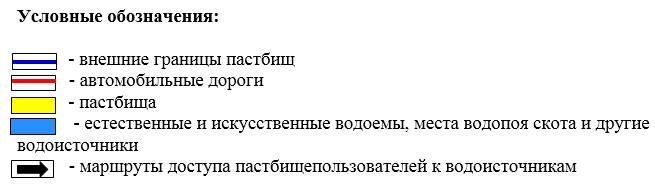 Условные обозначения:
- внешние границы пастбищ
- автомобильные дороги
- пастбища
- естественные и искусственные водоемы, места водопоя скота и другие
водоисточники
- маршруты доступа пастбищепользователей к водоисточникам